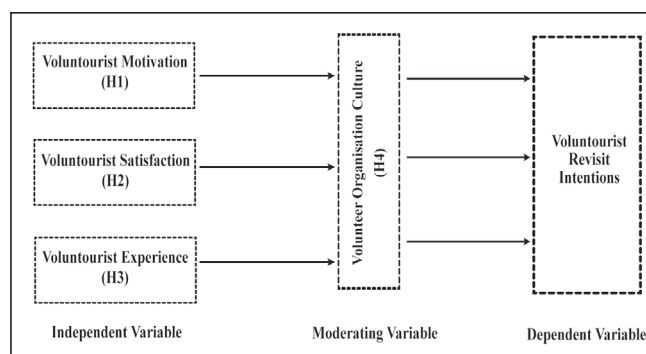 Voluntourist Motivation
(H1)
Voluntourist Satisfaction
(H2)
Voluntourist Experience
(H3)
Volunteer Organisation Culture
(H4)
Voluntourist
Revisit
Intentions
Independent Variable
Moderating Variable
Dependent Variable